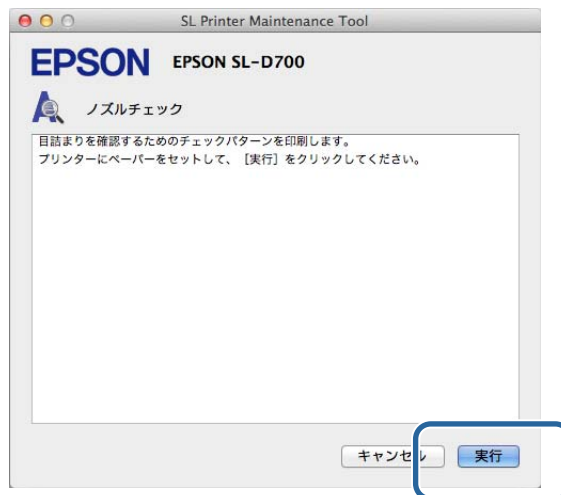 SL Printer Maintenance Tool
EPSON EPSON SL-D700
ノズルチェック
目詰まりを確認するためのチェックパターンを印刷します。
プリンターにペーパーをセットして、［実行］をクリックしてください。
キャンセル 実行